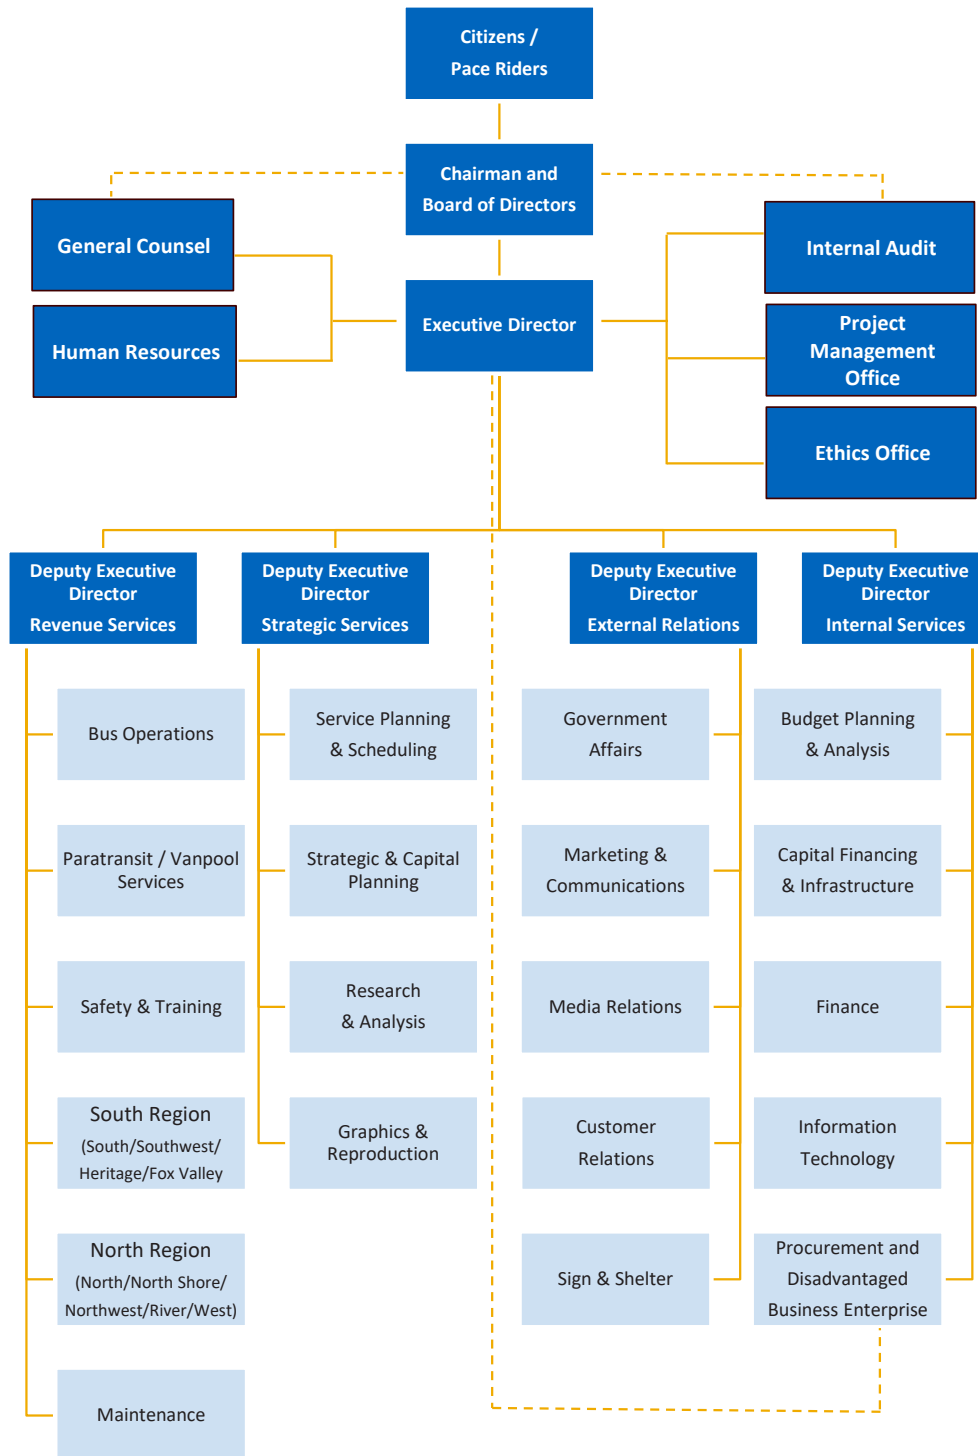 Citizens /
Pace Riders
Chairman and
Board of Directors
General Counsel
Internal Audit
Executive Director
Human Resources
Project
Management
Office
Ethics Office
Deputy Executive
Director
Revenue Services
Deputy Executive
Director
Strategic Services
Deputy Executive
Director
External Relations
Deputy Executive
Director
Internal Services
Bus Operations
Service Planning
& Scheduling
Government
Affairs
Budget Planning
& Analysis
Paratransit / Vanpool
Services
Strategic & Capital
Planning
Marketing &
Communications
Capital Financing
& Infrastructure
Safety & Training
Research
& Analysis
Media Relations
Finance
South Region
(South/Southwest/
Heritage/Fox Valley
Graphics &
Reproduction
Customer
Relations
Information
Technology
North Region
(North/North Shore/
Northwest/River/West)
Sign & Shelter
Procurement and
Disadvantaged
Business Enterprise
Maintenance